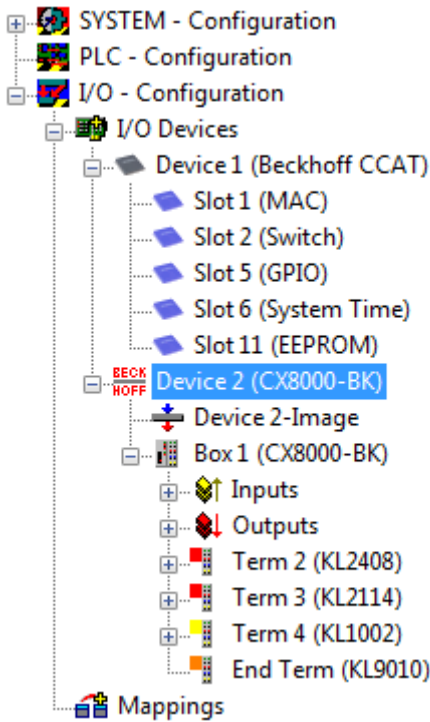 SYSTEM - Configuration
PLC - Configuration
I/O - Configuration
I/O Devices
Device 1 (Beckhoff CCAT)
Slot 1 (MAC)
Slot 2 (Switch)
Slot 5 (GPIO)
Slot 6 (System Time)
Slot 11 (EEPROM)
BECK
HOFF
Device 2 (CX8000-BK)
Device 2-Image
Box 1 (CX8000-BK)
Inputs
Outputs
Term 2 (KL2408)
Term 3 (KL2114)
Term 4 (KL1002)
End Term (KL9010)
Mappings